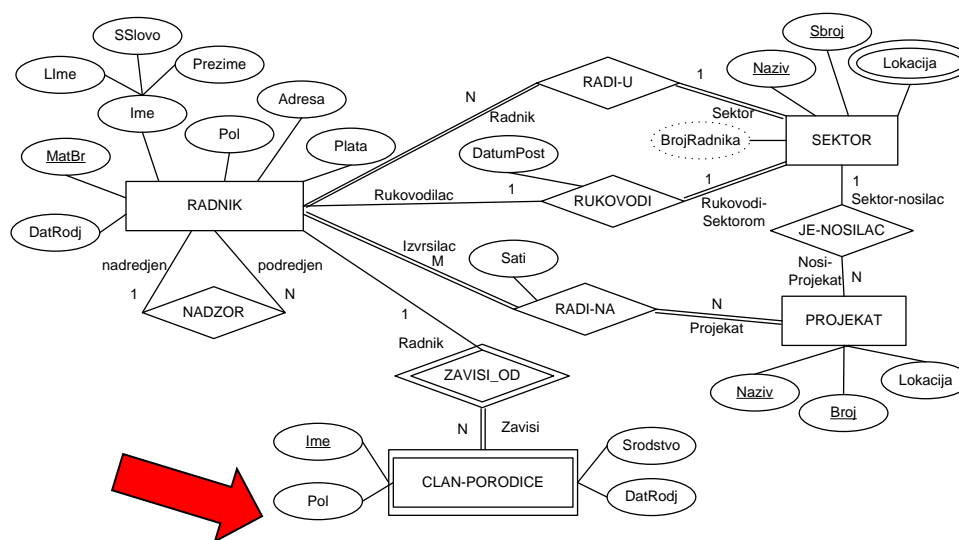 SSlovo
LIme
Prezime
Ime
Adresa
Pol
Plata
MatBr
DatRodj
RADNIK
nadredjen
podredjen
1
N
NADZOR
N
Radnik
RADI-U
1
Sektor
Sbroj
Naziv
Lokacija
BrojRadnika
SEKTOR
DatumPost
Rukovodilac
1
RUKOVODI
1
Rukovodi-
Sektorom
1
Sektor-nosilac
JE-NOSILAC
Nosi-
Projekat
N
Izvrsilac
M
Sati
RADI-NA
N
Projekat
PROJEKAT
Naziv
Broj
Lokacija
1
Radnik
ZAVISI_OD
N
Zavisi
Ime
Pol
CLAN-PORODICE
Srodstvo
DatRodj